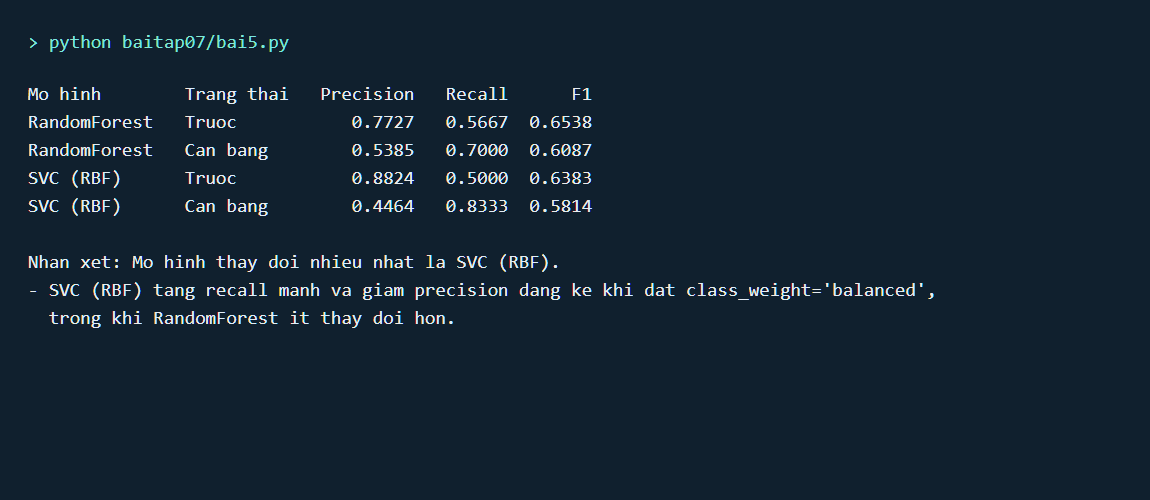 > python baitap07/bai5.py
Mo hinh        Trang thai   Precision   Recall      F1
RandomForest   Truoc           0.7727   0.5667  0.6538
RandomForest   Can bang        0.5385   0.7000  0.6087
SVC (RBF)      Truoc           0.8824   0.5000  0.6383
SVC (RBF)      Can bang        0.4464   0.8333  0.5814
Nhan xet: Mo hinh thay doi nhieu nhat la SVC (RBF).
- SVC (RBF) tang recall manh va giam precision dang ke khi dat class_weight='balanced',
  trong khi RandomForest it thay doi hon.